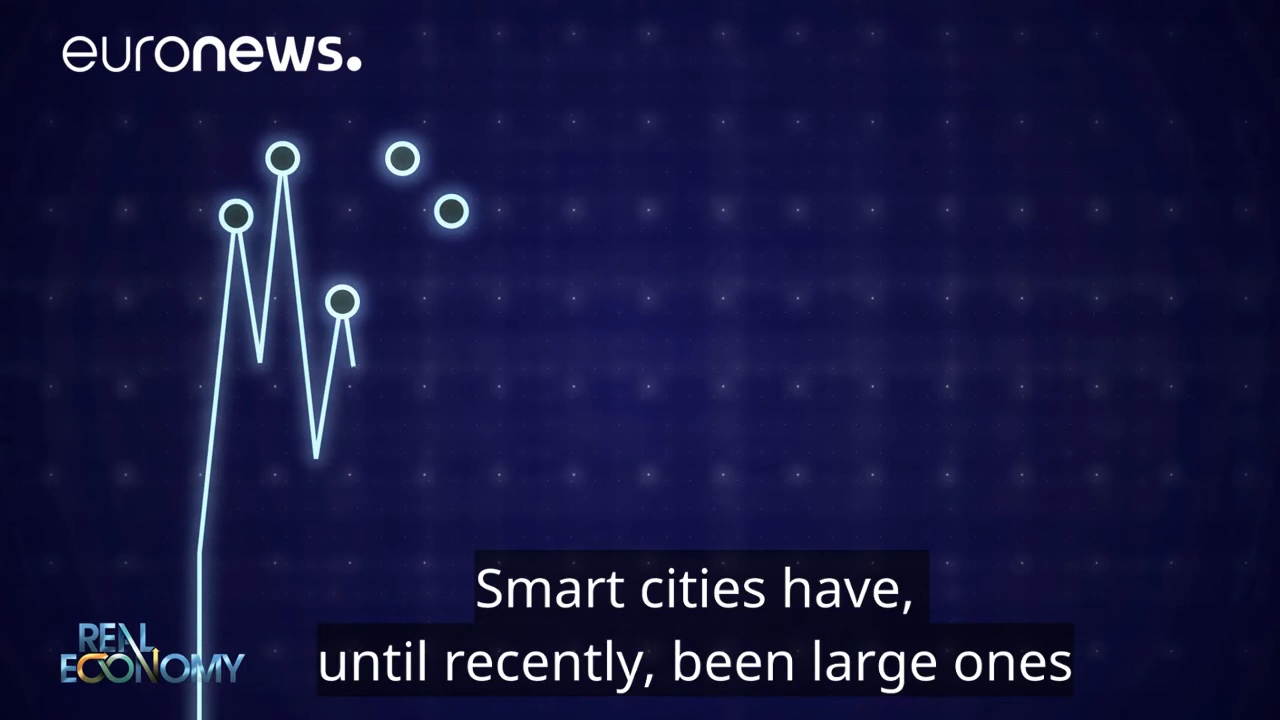 euronews.
Smart cities have,
until recently, been large ones
REAL
ECONOMY